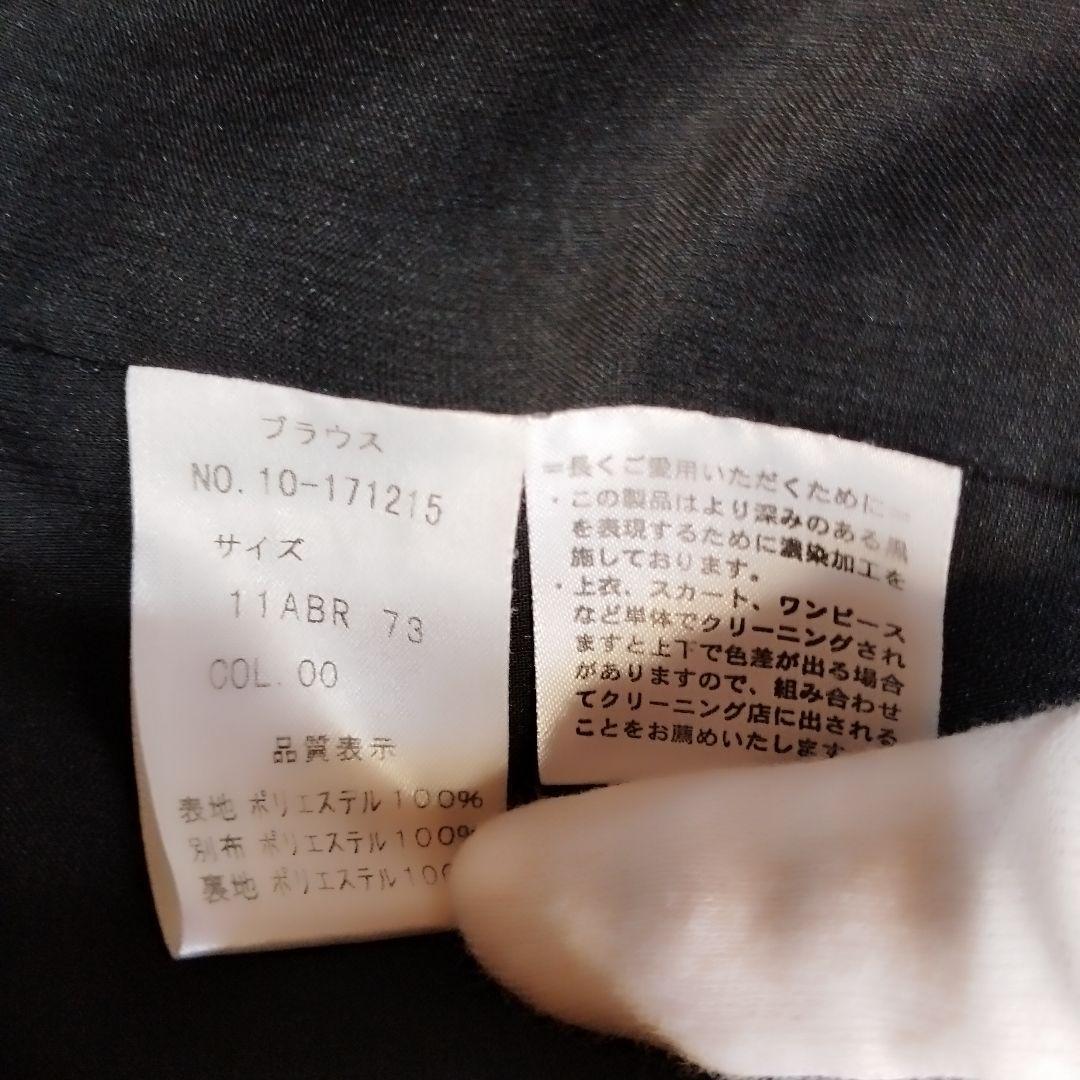 ブラウス
NO.10-171215
サイズ
11ABR 73
COL.00
品質表示
表地 ポリエステル100%
別布 ポリエステル100%
裏地 ポリエステル10
=長くご愛用いただくために=
・この製品はより深みのある黒
を表現するために濃染加工を
施しております。
・上衣、スカート、ワンピース
など単体でクリーニングされ
ますと上下で色差が出る場合
がありますので、組み合わせ
てクリーニング店に出される
ことをお薦めいたします